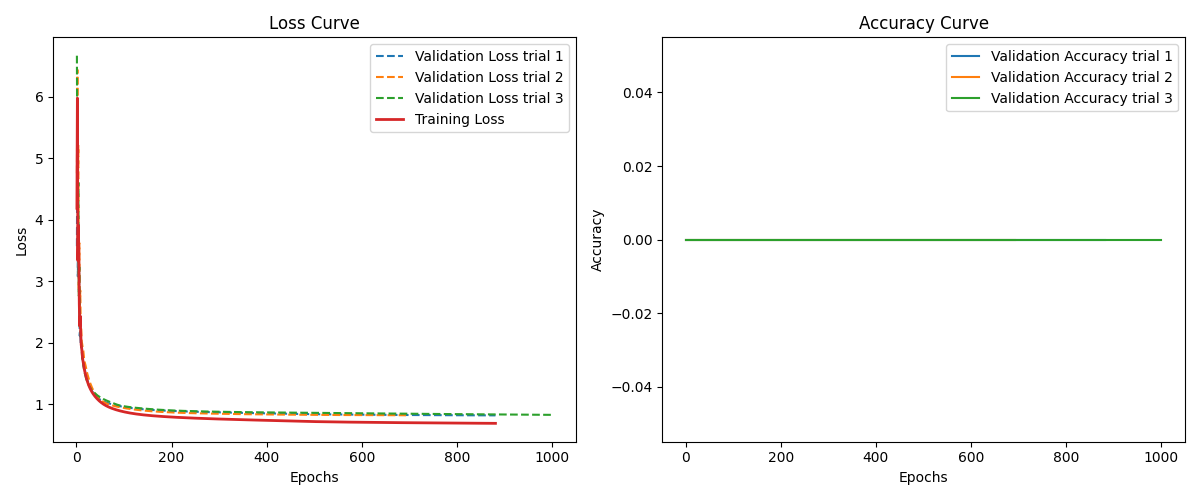 Loss Curve
Validation Loss trial 1
Validation Loss trial 2
Validation Loss trial 3
Training Loss
Loss
6
5
4
3
2
1
0
200
400
600
800
1000
Epochs
Accuracy Curve
Validation Accuracy trial 1
Validation Accuracy trial 2
Validation Accuracy trial 3
Accuracy
0.04
0.02
0.00
−0.02
−0.04
0
200
400
600
800
1000
Epochs